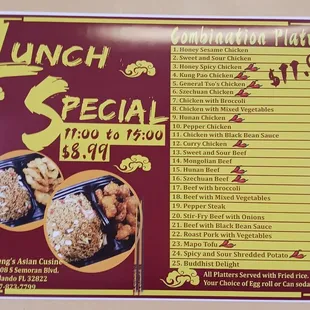 LUNCH
SPECIAL
11:00 to 15:00
$8.99
Asian Cusine
S Semoran Blvd.
FL 32822
823-7799
Combination
1. Honey Sesame Chicken
2. Sweet and Sour Chicken
3. Honey Spicy Chicken
4. Kung Pao Chicken
5. General Tso's Chicken
6. Szechuan Chicken
7. Chicken with Broccoli
8. Chicken with Mixed Vegetables
9. Hunan Chicken
10. Pepper Chicken
11. Chicken with Black Bean Sauce
12. Curry Chicken
13. Sweet and Sour Beef
14. Mongolian Beef
15. Hunan Beef
16. Szechuan Beef
17. Beef with broccoli
18. Beef with Mixed Vegetables
19. Pepper Steak
20. Stir-Fry Beef with Onions
21. Beef with Black Bean Sauce
22. Roast Pork with Vegetables
23. Mapo Tofu
24. Spicy and Sour Shredded Potato
25. Buddhist Delight
All Platters Served with Fried rice.
Your Choice of Egg roll or Can soda